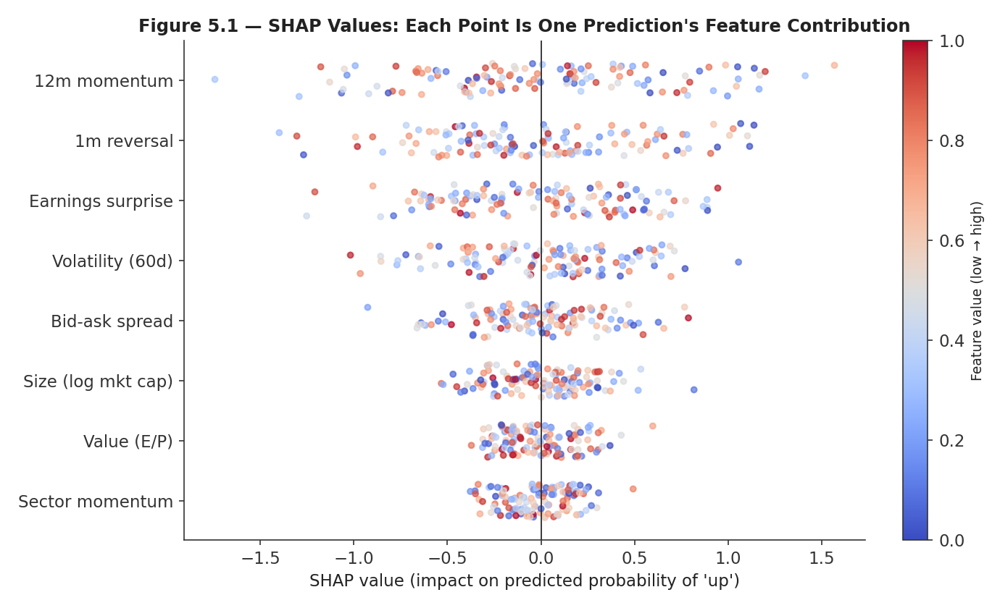 Figure 5.1 — SHAP Values: Each Point Is One Prediction's Feature Contribution
12m momentum
1m reversal
Earnings surprise
Volatility (60d)
Bid-ask spread
Size (log mkt cap)
Value (E/P)
Sector momentum
−1.5
−1.0
−0.5
0.0
0.5
1.0
1.5
SHAP value (impact on predicted probability of 'up')
1.0
0.8
0.6
0.4
0.2
0.0
Feature value (low → high)